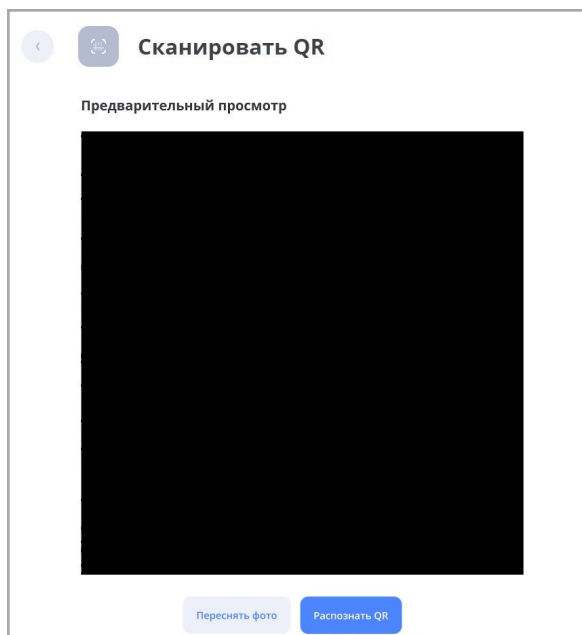 Сканировать QR
Предварительный просмотр
Переснять фото
Распознать QR